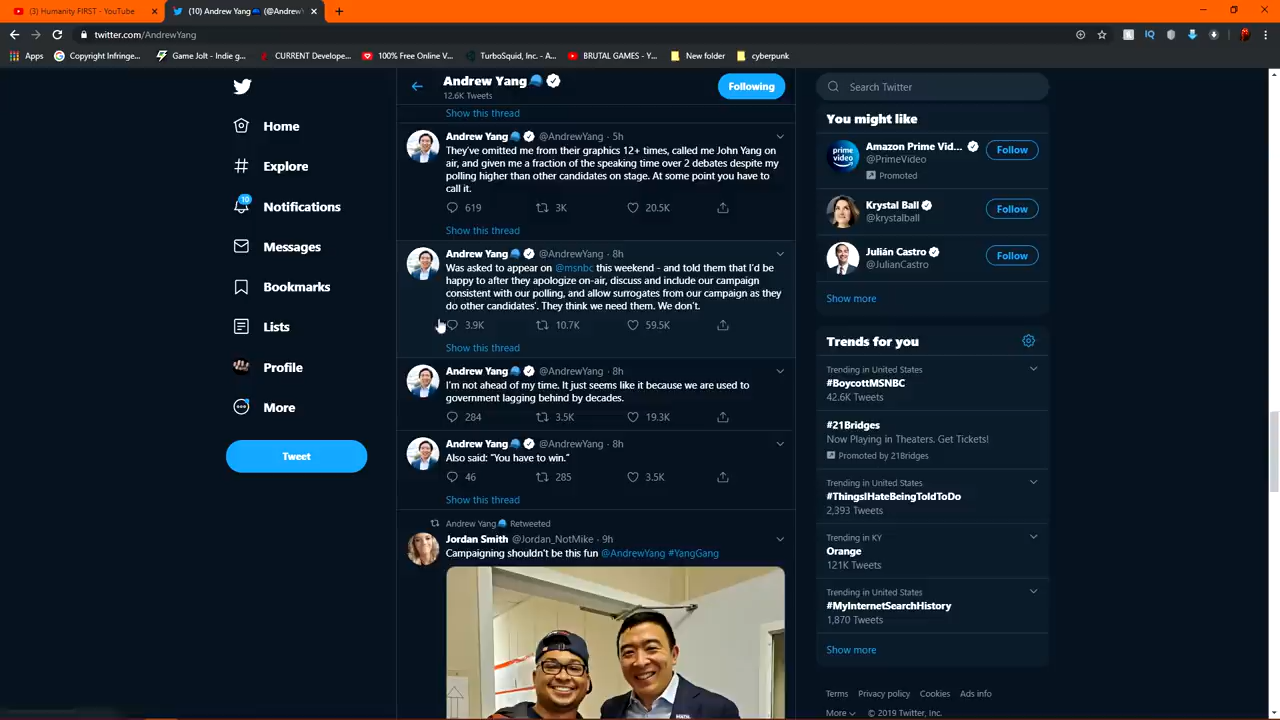 (3) Humanity FIRST - YouTube
(10) Andrew Yang (@AndrewY
twitter.com/AndrewYang
Apps
Copyright Infringe...
Game Jolt - Indie g...
CURRENT Develope...
100% Free Online V...
TurboSquid, Inc. - A...
BRUTAL GAMES - Y...
New folder
cyberpunk
Home
Explore
10
Notifications
Messages
Bookmarks
Lists
Profile
More
Tweet
Andrew Yang
12.6K Tweets
Following
Show this thread
Andrew Yang @AndrewYang · 5h
They've omitted me from their graphics 12+ times, called me John Yang on
air, and given me a fraction of the speaking time over 2 debates despite my
polling higher than other candidates on stage. At some point you have to
call it.
619 3K 20.5K
Show this thread
Andrew Yang @AndrewYang · 8h
Was asked to appear on @msnbc this weekend - and told them that I'd be
happy to after they apologize on-air, discuss and include our campaign
consistent with our polling, and allow surrogates from our campaign as they
do other candidates'. They think we need them. We don't.
3.9K 10.7K 59.5K
Show this thread
Andrew Yang @AndrewYang · 8h
I'm not ahead of my time. It just seems like it because we are used to
government lagging behind by decades.
284 3.5K 19.3K
Andrew Yang @AndrewYang · 8h
Also said: "You have to win."
46 285 3.5K
Show this thread
Andrew Yang Retweeted
Jordan Smith @Jordan_NotMike · 9h
Campaigning shouldn't be this fun @AndrewYang #YangGang
MATH
Search Twitter
You might like
prime video
Amazon Prime Vid...
@PrimeVideo
Promoted
Follow
Krystal Ball
@krystalball
Follow
Julián Castro
@JulianCastro
Follow
Show more
Trends for you
Trending in United States
#BoycottMSNBC
42.6K Tweets
#21Bridges
Now Playing in Theaters. Get Tickets!
Promoted by 21Bridges
Trending in United States
#ThingsIHateBeingToldToDo
2,393 Tweets
Trending in KY
Orange
121K Tweets
Trending in United States
#MyInternetSearchHistory
1,870 Tweets
Show more
Terms Privacy policy Cookies Ads info
More © 2019 Twitter, Inc.